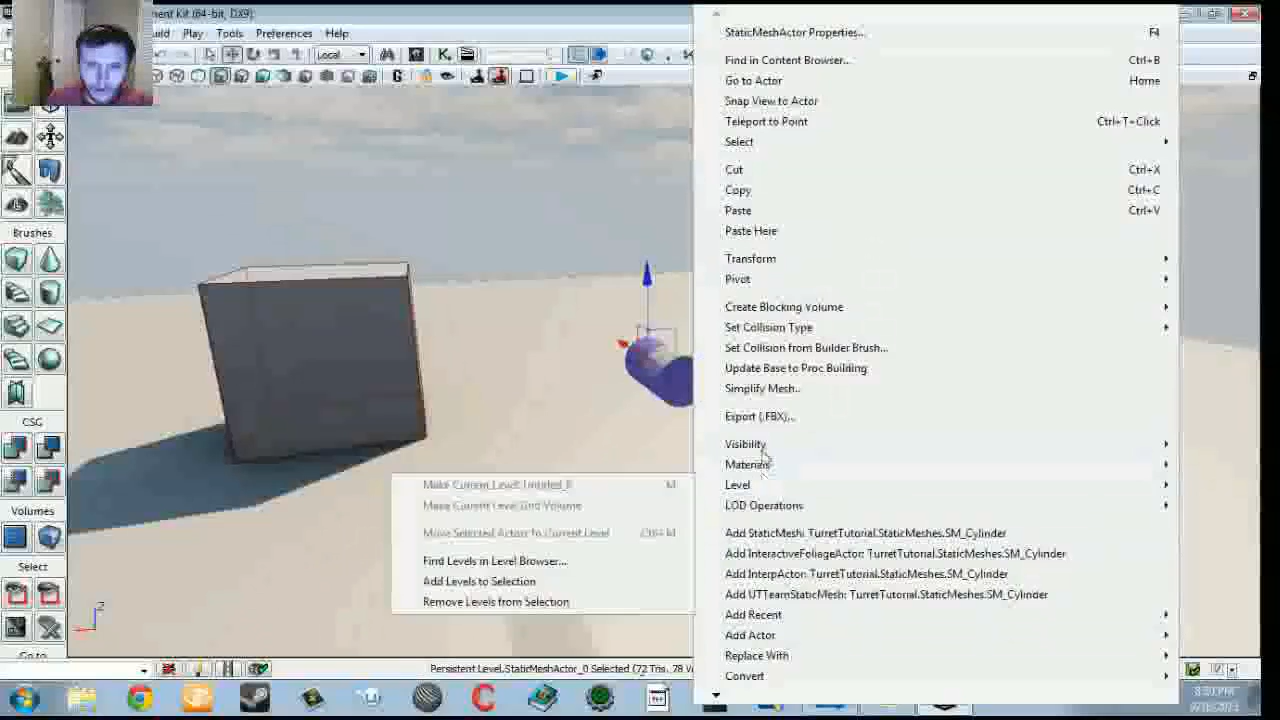 ment Kit (64-bit, DX9)
Play Tools Preferences Help
Local
Brushes
CSG
Volumes
Select
Go to
StaticMeshActor Properties... F4
Find in Content Browser... Ctrl+B
Go to Actor Home
Snap View to Actor
Teleport to Point Ctrl+T+Click
Select
Cut Ctrl+X
Copy Ctrl+C
Paste Ctrl+V
Paste Here
Transform
Pivot
Create Blocking Volume
Set Collision Type
Set Collision from Builder Brush...
Update Base to Proc Building
Simplify Mesh...
Export (.FBX)...
Visibility
Materials
Level
LOD Operations
Add StaticMesh: TurretTutorial.StaticMeshes.SM_Cylinder
Add InteractiveFoliageActor: TurretTutorial.StaticMeshes.SM_Cylinder
Add InterpActor: TurretTutorial.StaticMeshes.SM_Cylinder
Add UTTeamStaticMesh: TurretTutorial.StaticMeshes.SM_Cylinder
Add Recent
Add Actor
Replace With
Convert
Make Current Level: M
Make Current Level Grid Volume
Move Selected Actors to Current Level Ctrl+M
Find Levels in Level Browser...
Add Levels to Selection
Remove Levels from Selection
Z
Persistent Level.StaticMeshActor_0 Selected (72 Tris, 78 V